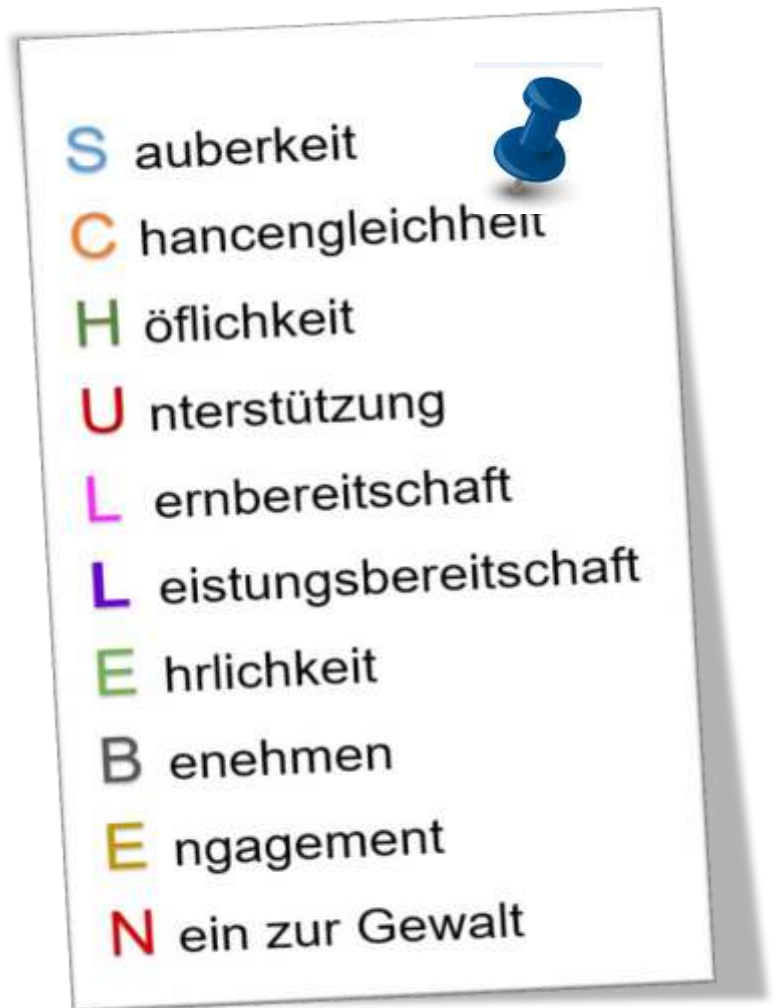 S auberkeit
C hancengleichheit
H öflichkeit
U nterstützung
L ernbereitschaft
L eistungsbereitschaft
E hrlichkeit
B enehmen
E ngagement
N ein zur Gewalt